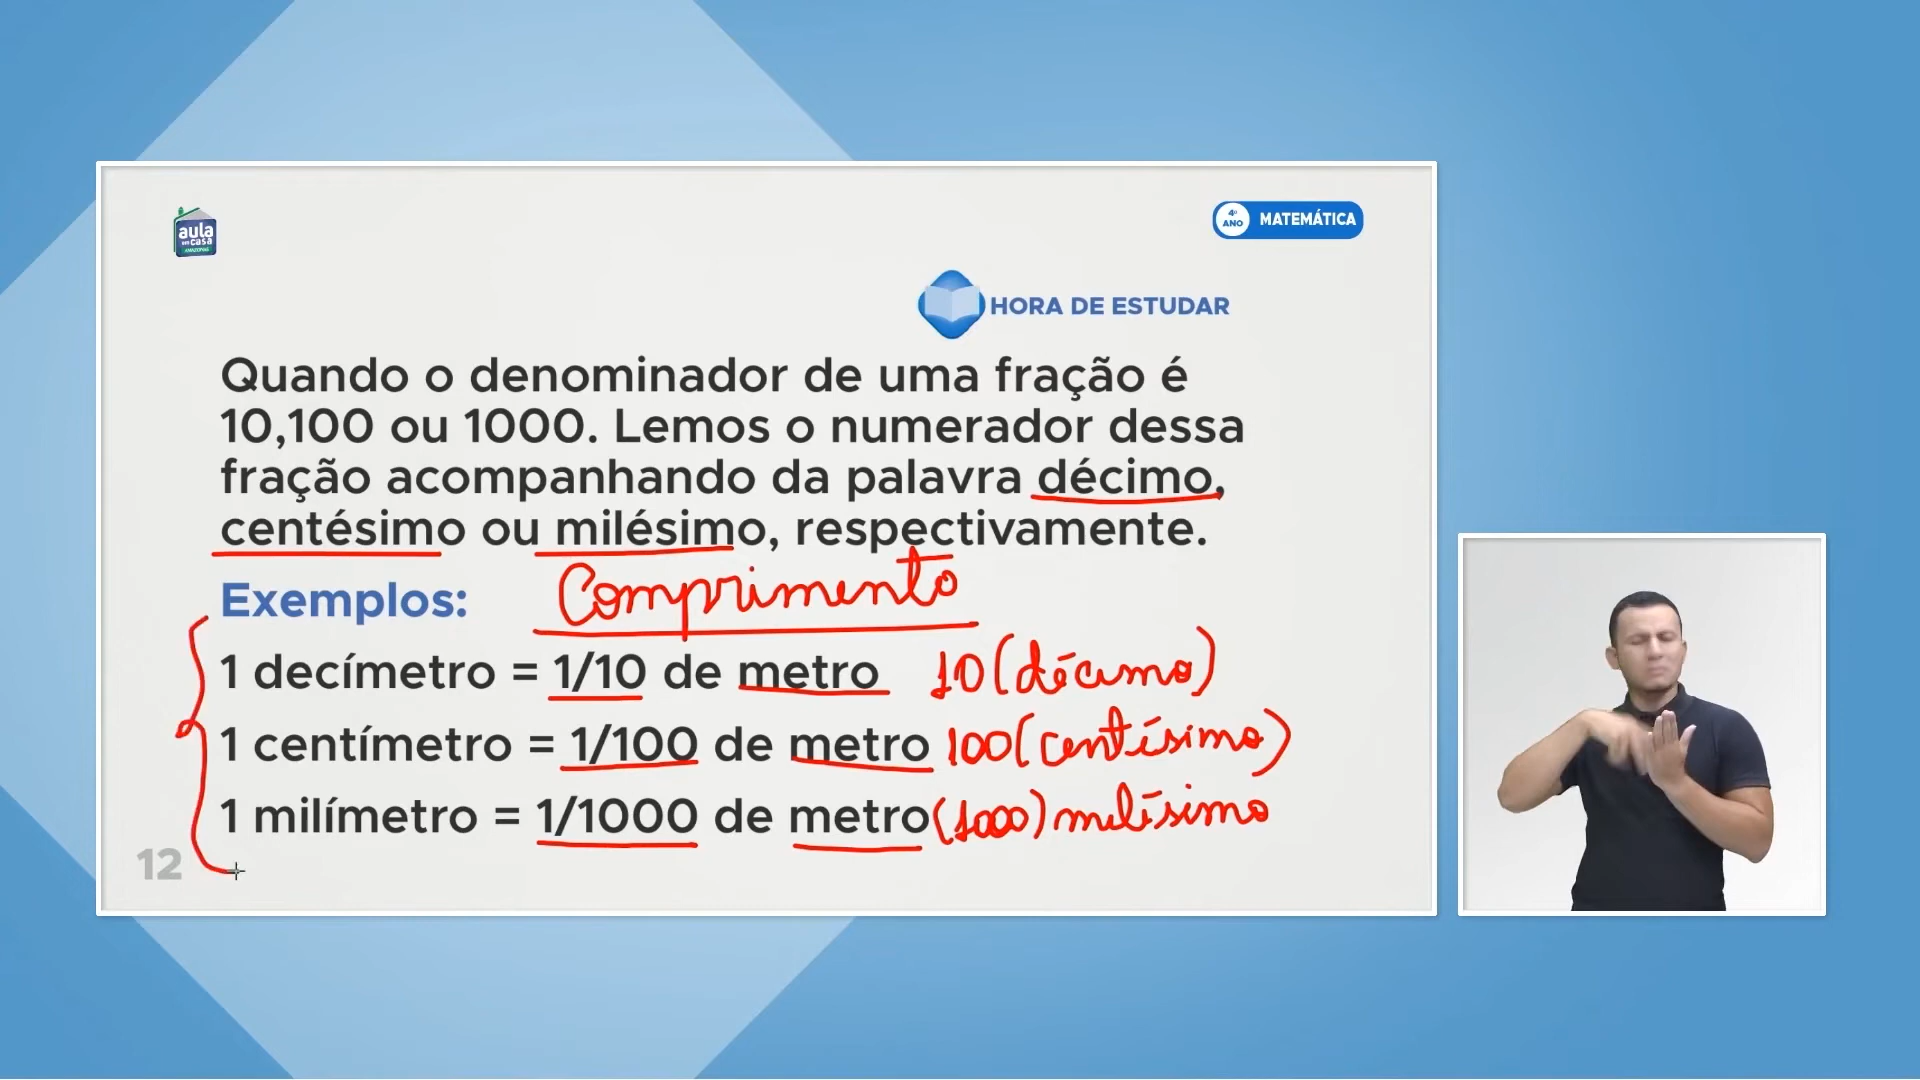 aula
em casa
AMAZONAS
4º
ANO
MATEMÁTICA
HORA DE ESTUDAR
Quando o denominador de uma fração é
10,100 ou 1000. Lemos o numerador dessa
fração acompanhando da palavra décimo,
centésimo ou milésimo, respectivamente.
Exemplos: Comprimento
1 decímetro = 1/10 de metro 10 (décimo)
1 centímetro = 1/100 de metro 100 (centésimo)
1 milímetro = 1/1000 de metro (1000) milésimo
12